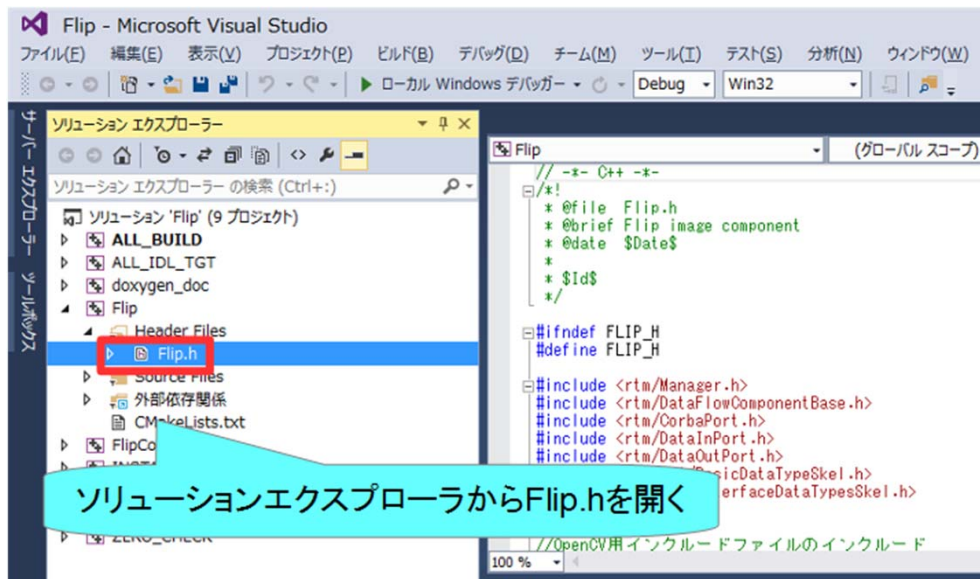 Flip - Microsoft Visual Studio
ファイル(F) 編集(E) 表示(V) プロジェクト(P) ビルド(B) デバッグ(D) チーム(M) ツール(T) テスト(S) 分析(N) ウィンドウ(W)
ローカル Windows デバッガー Debug Win32
サーバー エクスプローラー ツールボックス
ソリューション エクスプローラー
ソリューション エクスプローラー の検索 (Ctrl+:)
ソリューション 'Flip' (9 プロジェクト)
ALL_BUILD
ALL_IDL_TGT
doxygen_doc
Flip
Header Files
Flip.h
Source Files
外部依存関係
CMakeLists.txt
FlipCo
ZERO_CHECK
ソリューションエクスプローラからFlip.hを開く
Flip (グローバル スコープ)
// -*- C++ -*-
/*!
* @file Flip.h
* @brief Flip image component
* @date $Date$
*
* $Id$
*/
#ifndef FLIP_H
#define FLIP_H
#include <rtm/Manager.h>
#include <rtm/DataFlowComponentBase.h>
#include <rtm/CorbaPort.h>
#include <rtm/DataInPort.h>
#include <rtm/DataOutPort.h>
sicDataTypeSkel.h>
erfaceDataTypesSkel.h>
//OpenCV用インクルードファイルのインクルード
100 %